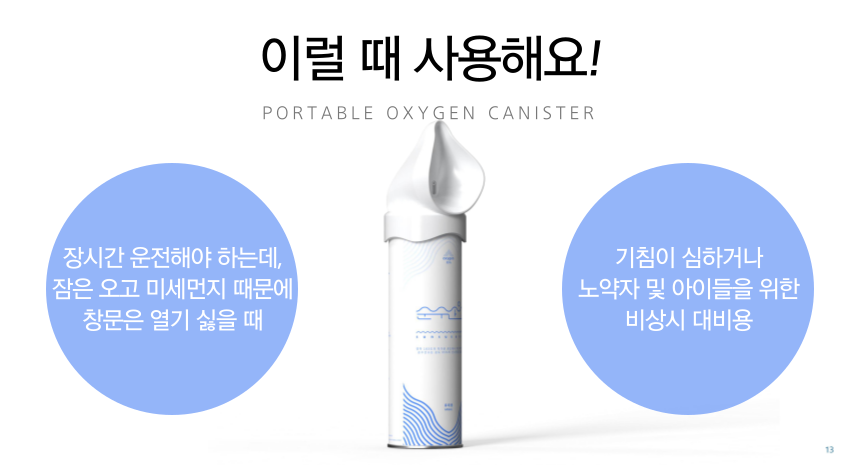 이럴 때 사용해요!
PORTABLE OXYGEN CANISTER
장시간 운전해야 하는데,
잠은 오고 미세먼지 때문에
창문은 열기 싫을 때
기침이 심하거나
노약자 및 아이들을 위한
비상시 대비용
13